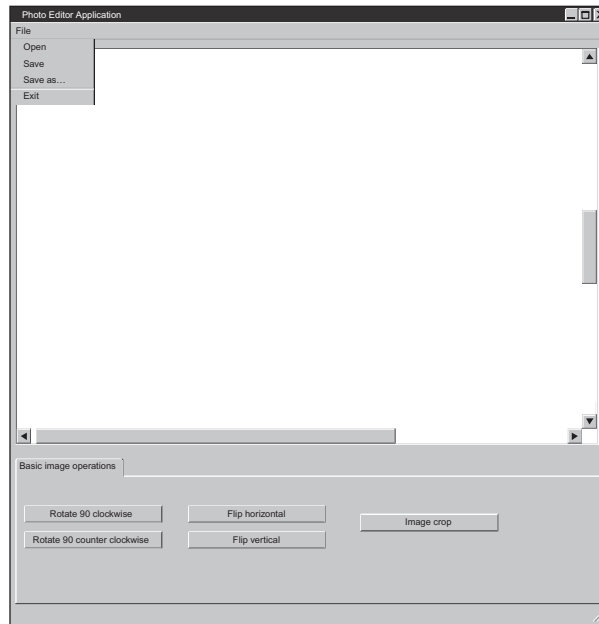 Photo Editor Application
File
Open
Save
Save as...
Exit
Basic image operations
Rotate 90 clockwise
Flip horizontal
Image crop
Rotate 90 counter clockwise
Flip vertical